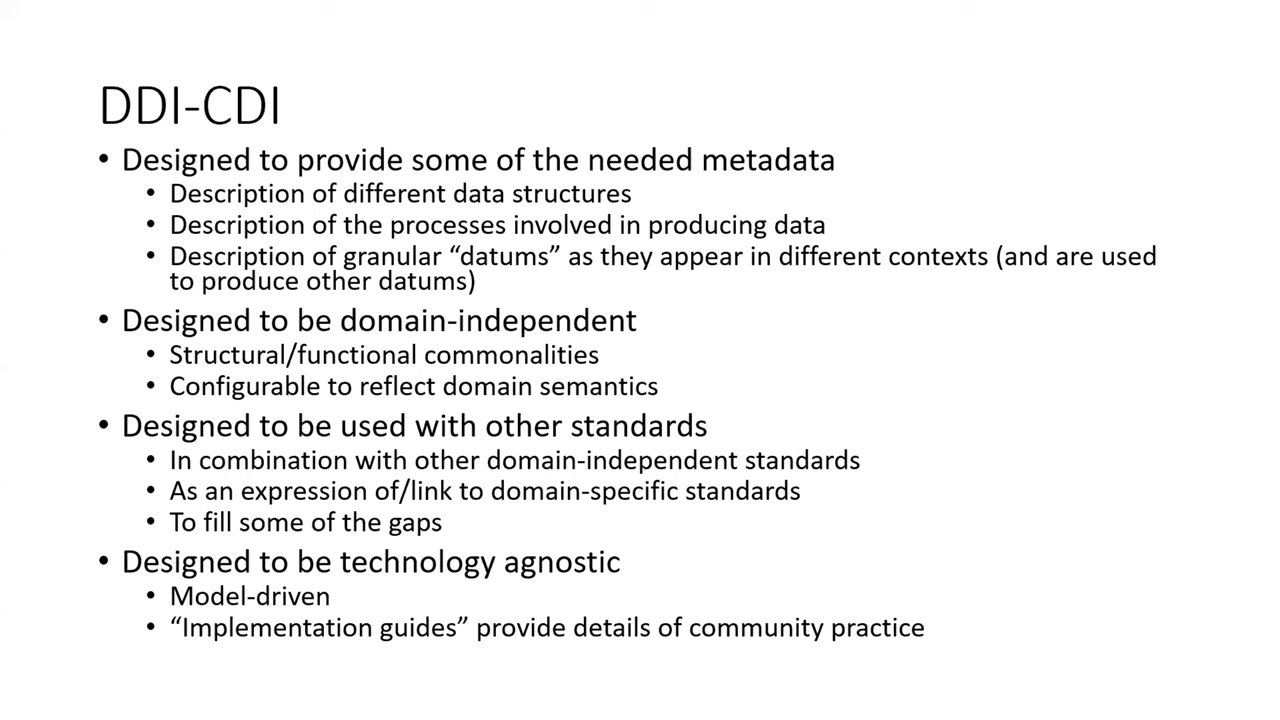 DDI-CDI
• Designed to provide some of the needed metadata
• Description of different data structures
• Description of the processes involved in producing data
• Description of granular “datums” as they appear in different contexts (and are used
to produce other datums)
• Designed to be domain-independent
• Structural/functional commonalities
• Configurable to reflect domain semantics
• Designed to be used with other standards
• In combination with other domain-independent standards
• As an expression of/link to domain-specific standards
• To fill some of the gaps
• Designed to be technology agnostic
• Model-driven
• “Implementation guides” provide details of community practice